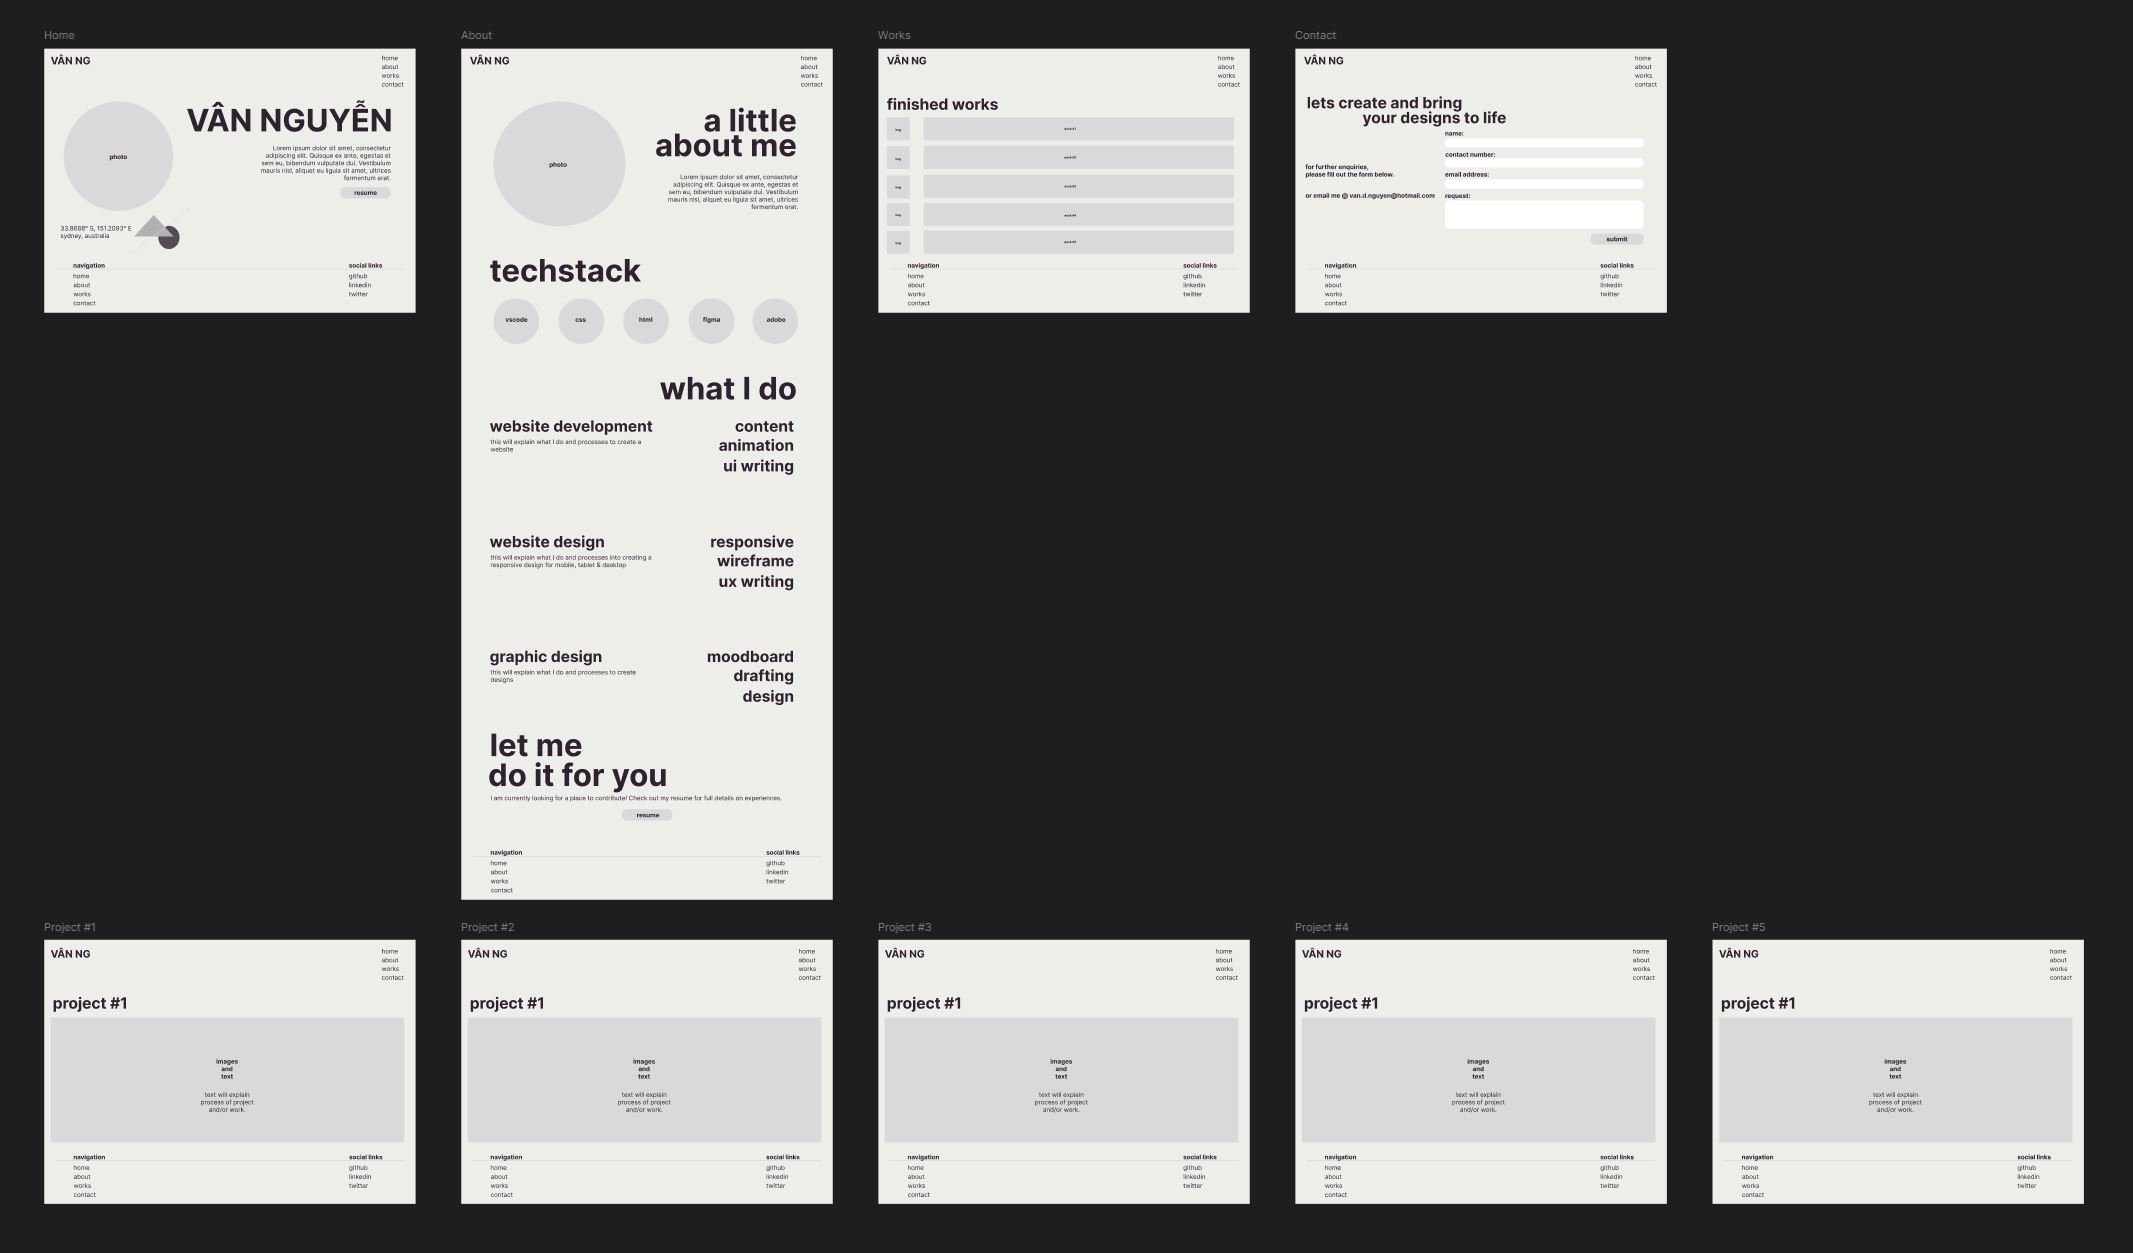 Home
VÂN NG
home
about
works
contact
VÂN NGUYỄN
photo
Lorem ipsum dolor sit amet, consectetur
adipiscing elit. Quisque ex ante, egestas et
sem eu, bibendum vulputate dui. Vestibulum
mauris nisl, aliquet eu ligula sit amet, ultrices
fermentum erat.
resume
33.8688° S, 151.2093° E
sydney, australia
navigation
home
about
works
contact
social links
github
linkedin
twitter
About
VÂN NG
home
about
works
contact
a little
about me
photo
Lorem ipsum dolor sit amet, consectetur
adipiscing elit. Quisque ex ante, egestas et
sem eu, bibendum vulputate dui. Vestibulum
mauris nisl, aliquet eu ligula sit amet, ultrices
fermentum erat.
techstack
vscode
css
html
figma
adobe
what I do
website development
this will explain what I do and processes to create a
website
content
animation
ui writing
website design
this will explain what I do and processes into creating a
responsive design for mobile, tablet & desktop
responsive
wireframe
ux writing
graphic design
this will explain what I do and processes to create
designs
moodboard
drafting
design
let me
do it for you
I am currently looking for a place to contribute! Check out my resume for full details on experiences.
resume
navigation
home
about
works
contact
social links
github
linkedin
twitter
Works
VÂN NG
home
about
works
contact
finished works
img
work #1
img
work #2
img
img
img
navigation
home
about
works
contact
social links
github
linkedin
twitter
Contact
VÂN NG
home
about
works
contact
lets create and bring
your designs to life
name:
contact number:
for further enquiries,
please fill out the form below.
email address:
or email me @ van.d.nguyen@hotmail.com
request:
submit
navigation
home
about
works
contact
social links
github
linkedin
twitter
Project #1
VÂN NG
home
about
works
contact
project #1
images
and
text
text will explain
process of project
and/or work.
navigation
home
about
works
contact
social links
github
linkedin
twitter
Project #2
VÂN NG
home
about
works
contact
project #1
images
and
text
text will explain
process of project
and/or work.
navigation
home
about
works
contact
social links
github
linkedin
twitter
Project #3
VÂN NG
home
about
works
contact
project #1
images
and
text
text will explain
process of project
and/or work.
navigation
home
about
works
contact
social links
github
linkedin
twitter
Project #4
VÂN NG
home
about
works
contact
project #1
images
and
text
text will explain
process of project
and/or work.
navigation
home
about
works
contact
social links
github
linkedin
twitter
Project #5
VÂN NG
home
about
works
contact
project #1
images
and
text
text will explain
process of project
and/or work.
navigation
home
about
works
contact
social links
github
linkedin
twitter